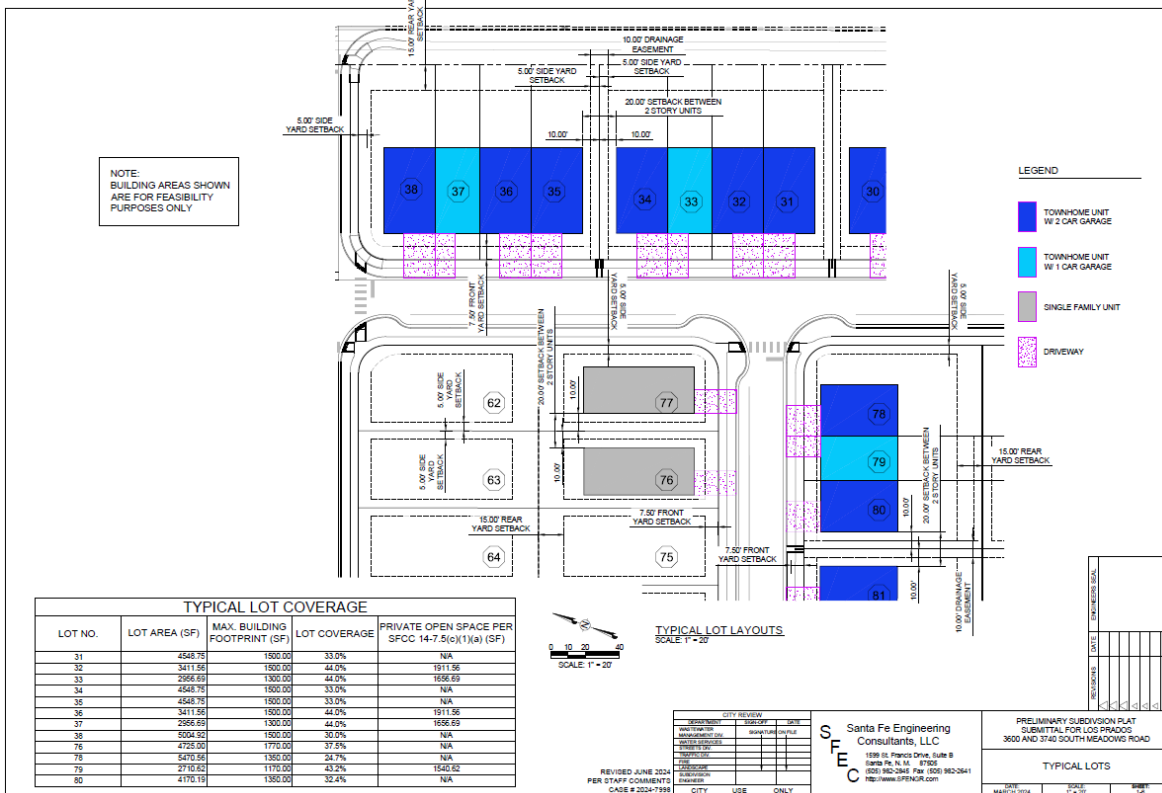 15.00' REAR YARD
SETBACK
10.00' DRAINAGE
EASEMENT
5.00' SIDE YARD
SETBACK
5.00' SIDE YARD
SETBACK
20.00' SETBACK BETWEEN
2 STORY UNITS
5.00' SIDE
YARD SETBACK
10.00'
10.00'
NOTE:
BUILDING AREAS SHOWN
ARE FOR FEASIBILITY
PURPOSES ONLY
38
37
36
35
34
33
32
31
30
LEGEND
TOWNHOME UNIT
W/ 2 CAR GARAGE
TOWNHOME UNIT
W/ 1 CAR GARAGE
SINGLE FAMILY UNIT
DRIVEWAY
7.50' FRONT
YARD SETBACK
5.00' SIDE
YARD SETBACK
5.00' SIDE
YARD SETBACK
20.00' SETBACK BETWEEN
2 STORY UNITS
5.00' SIDE
YARD
SETBACK
10.00'
62
77
78
5.00' SIDE
YARD
SETBACK
10.00'
63
76
79
15.00' REAR
YARD SETBACK
20.00' SETBACK BETWEEN
2 STORY UNITS
80
10.00'
15.00' REAR
YARD SETBACK
7.50' FRONT
YARD SETBACK
64
75
7.50' FRONT
YARD SETBACK
10.00'
81
10.00' DRAINAGE
EASEMENT
TYPICAL LOT LAYOUTS
SCALE: 1" = 20'
N
0 10 20 40
SCALE: 1" = 20'
TYPICAL LOT COVERAGE
LOT NO. LOT AREA (SF) MAX. BUILDING FOOTPRINT (SF) LOT COVERAGE PRIVATE OPEN SPACE PER SFCC 14-7.5(c)(1)(a) (SF)
31 4548.75 1500.00 33.0% N/A
32 3411.56 1500.00 44.0% 1911.56
33 2956.69 1300.00 44.0% 1656.69
34 4548.75 1500.00 33.0% N/A
35 4548.75 1500.00 33.0% N/A
36 3411.56 1500.00 44.0% 1911.56
37 2956.69 1300.00 44.0% 1656.69
38 5004.92 1500.00 30.0% N/A
76 4725.00 1770.00 37.5% N/A
78 5470.56 1350.00 24.7% N/A
79 2710.62 1170.00 43.2% 1540.62
80 4170.19 1350.00 32.4% N/A
REVISED JUNE 2024
PER STAFF COMMENTS
CASE # 2024-7998
CITY REVIEW
DEPARTMENT SIGN-OFF DATE
WASTEWATER
MANAGEMENT DIV. SIGNATURE ON FILE
WATER SERVICES
STREETS DIV.
TRAFFIC DIV.
FIRE
LANDSCAPE
SUBDIVISION
ENGINEER
CITY USE ONLY
SFEC
Santa Fe Engineering
Consultants, LLC
1599 St. Francis Drive, Suite B
Santa Fe, N. M. 87505
(505) 982-2845 Fax (505) 982-2641
http://www.SFENGR.com
ENGINEERS SEAL
DATE
REVISIONS
PRELIMINARY SUBDIVSION PLAT
SUBMITTAL FOR LOS PRADOS
3600 AND 3740 SOUTH MEADOWS ROAD
TYPICAL LOTS
DATE:
MARCH 2024
SCALE:
1" = 20'
SHEET: